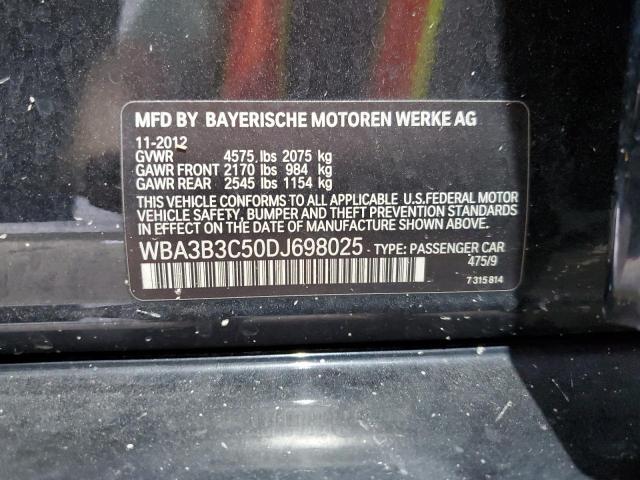 MFD BY BAYERISCHE MOTOREN WERKE AG
11-2012
GVWR 4575 lbs 2075 kg
GAWR FRONT 2170 lbs 984 kg
GAWR REAR 2545 lbs 1154 kg
THIS VEHICLE CONFORMS TO ALL APPLICABLE U.S.FEDERAL MOTOR
VEHICLE SAFETY, BUMPER AND THEFT PREVENTION STANDARDS
IN EFFECT ON THE DATE OF MANUFACTURE SHOWN ABOVE.
WBA3B3C50DJ698025 TYPE: PASSENGER CAR
475/9
7 315 814